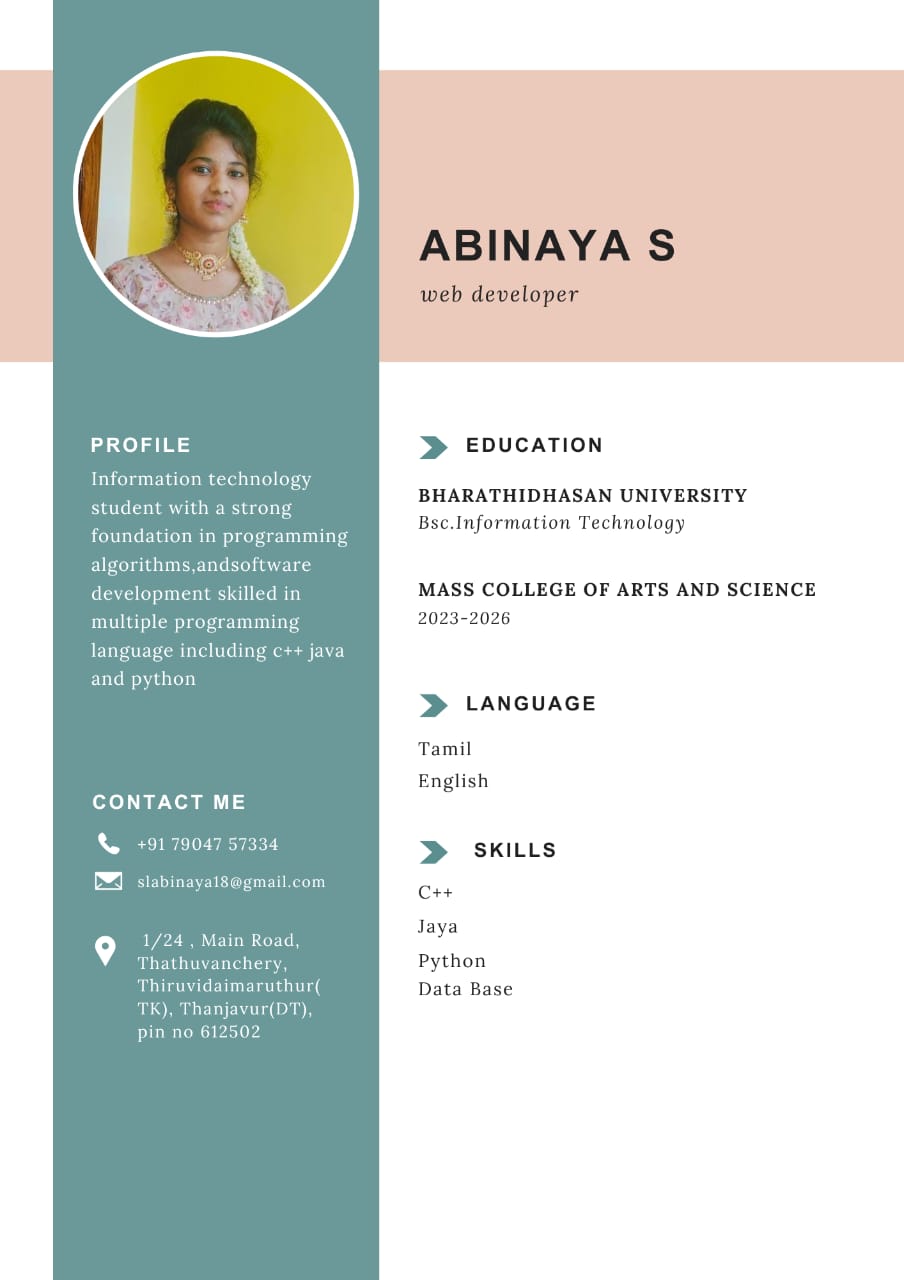 ABINAYA S
web developer
PROFILE
Information technology
student with a strong
foundation in programming
algorithms,andsoftware
development skilled in
multiple programming
language including c++ java
and python
CONTACT ME
+91 79047 57334
slabinaya18@gmail.com
1/24 , Main Road,
Thathuvanchery,
Thiruvidaimaruthur(
TK), Thanjavur(DT),
pin no 612502
EDUCATION
BHARATHIDHASAN UNIVERSITY
Bsc.Information Technology
MASS COLLEGE OF ARTS AND SCIENCE
2023-2026
LANGUAGE
Tamil
English
SKILLS
C++
Jaya
Python
Data Base